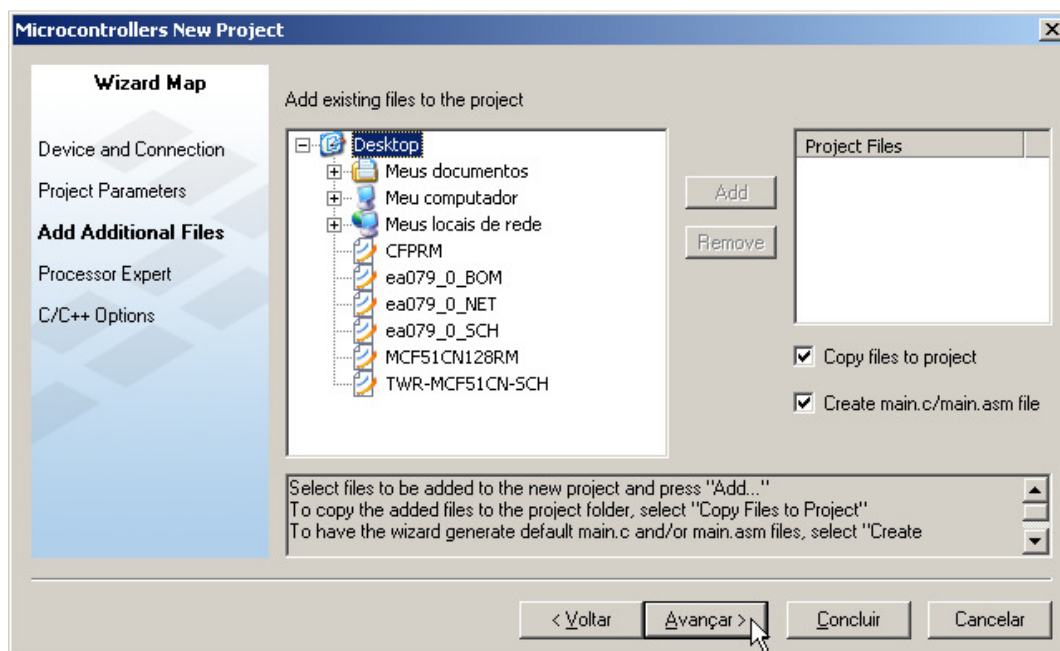 Microcontrollers New Project
Wizard Map
Device and Connection
Project Parameters
Add Additional Files
Processor Expert
C/C++ Options
Add existing files to the project
Desktop
Meus documentos
Meu computador
Meus locais de rede
CFPRM
ea079_0_BOM
ea079_0_NET
ea079_0_SCH
MCF51CN128RM
TWR-MCF51CN-SCH
Add
Remove
Project Files
Copy files to project
Create main.c/main.asm file
Select files to be added to the new project and press "Add..."
To copy the added files to the project folder, select "Copy Files to Project"
To have the wizard generate default main.c and/or main.asm files, select "Create
< Voltar
Avançar >
Concluir
Cancelar